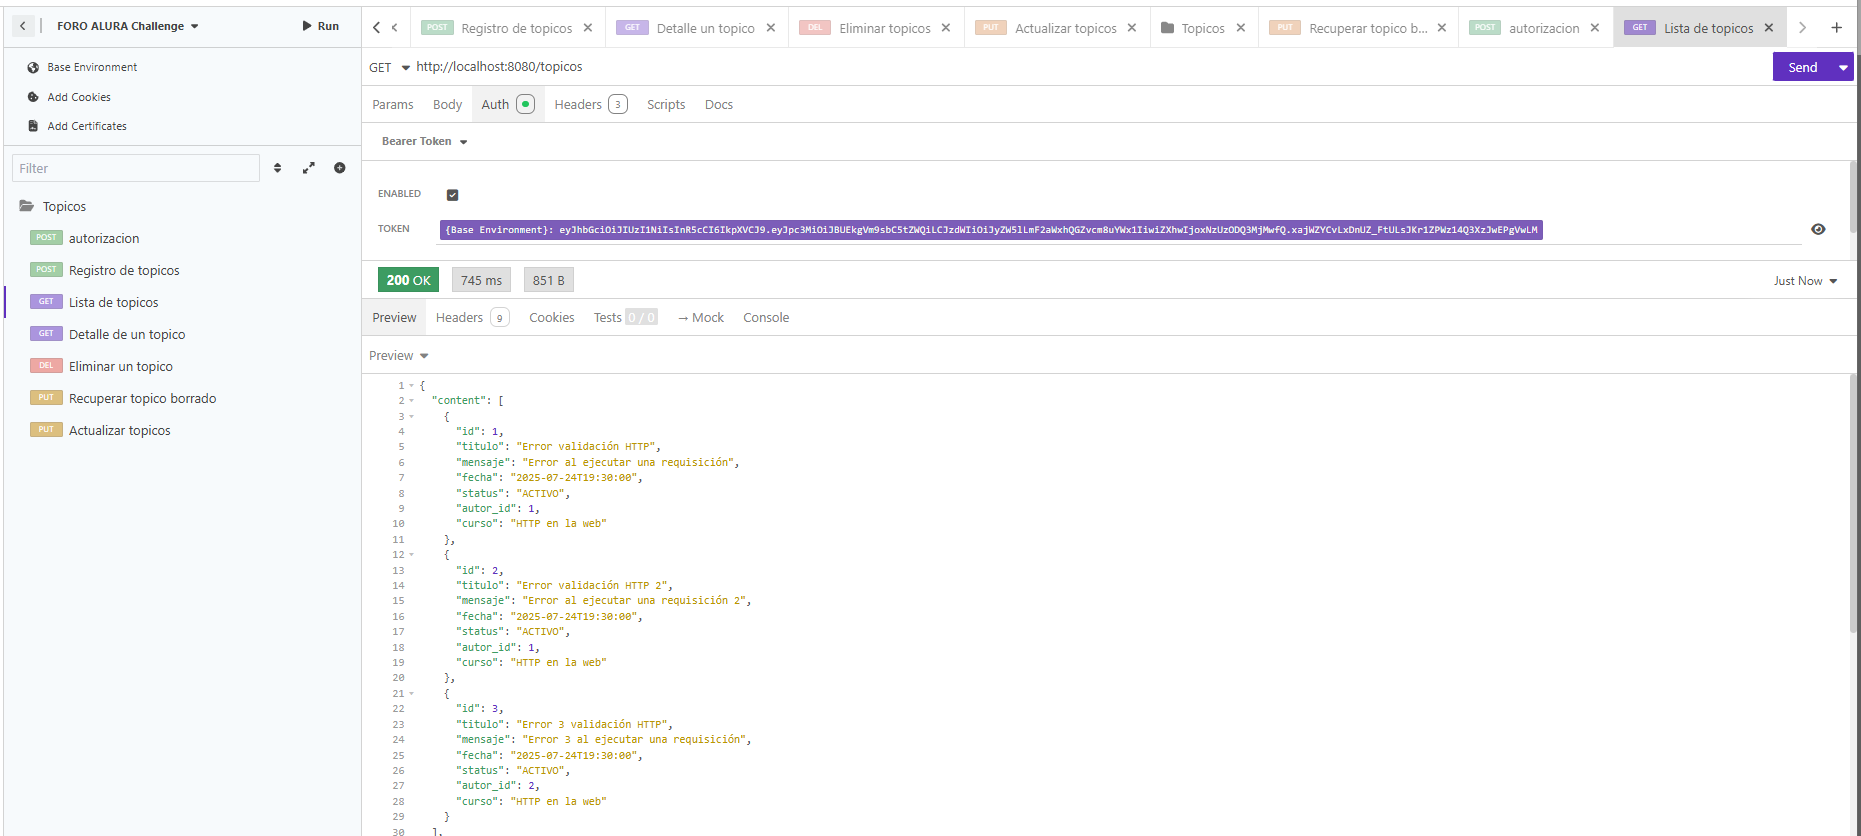 FORO ALURA Challenge
Run
Base Environment
Add Cookies
Add Certificates
Filter
Topicos
POST autorizacion
POST Registro de topicos
GET Lista de topicos
GET Detalle de un topico
DEL Eliminar un topico
PUT Recuperar topico borrado
PUT Actualizar topicos
POST Registro de topicos
GET Detalle un topico
DEL Eliminar topicos
PUT Actualizar topicos
Topicos
PUT Recuperar topico b...
POST autorizacion
GET Lista de topicos
GET http://localhost:8080/topicos
Send
Params Body Auth Headers 3 Scripts Docs
Bearer Token
ENABLED
TOKEN
{Base Environment}:
200 OK 745 ms 851 B
Just Now
Preview Headers 9 Cookies Tests 0 / 0 → Mock Console
Preview
1 {
2 "content": [
3 {
4 "id": 1,
5 "titulo": "Error validación HTTP",
6 "mensaje": "Error al ejecutar una requisición",
7 "fecha": "2025-07-24T19:30:00",
8 "status": "ACTIVO",
9 "autor_id": 1,
10 "curso": "HTTP en la web"
11 },
12 {
13 "id": 2,
14 "titulo": "Error validación HTTP 2",
15 "mensaje": "Error al ejecutar una requisición 2",
16 "fecha": "2025-07-24T19:30:00",
17 "status": "ACTIVO",
18 "autor_id": 1,
19 "curso": "HTTP en la web"
20 },
21 {
22 "id": 3,
23 "titulo": "Error 3 validación HTTP",
24 "mensaje": "Error 3 al ejecutar una requisición",
25 "fecha": "2025-07-24T19:30:00",
26 "status": "ACTIVO",
27 "autor_id": 2,
28 "curso": "HTTP en la web"
29 }
30 ],